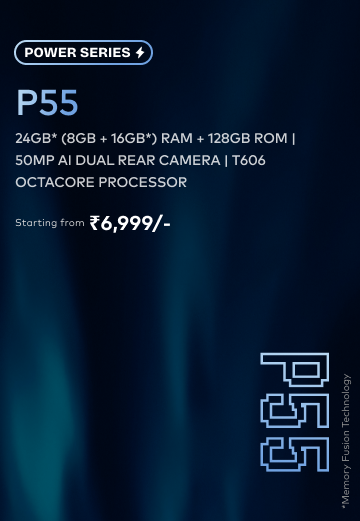 POWER SERIES
P55
24GB* (8GB + 16GB*) RAM + 128GB ROM |
50MP AI DUAL REAR CAMERA | T606
OCTACORE PROCESSOR
Starting from ₹6,999/-
P55
*Memory Fusion Technology